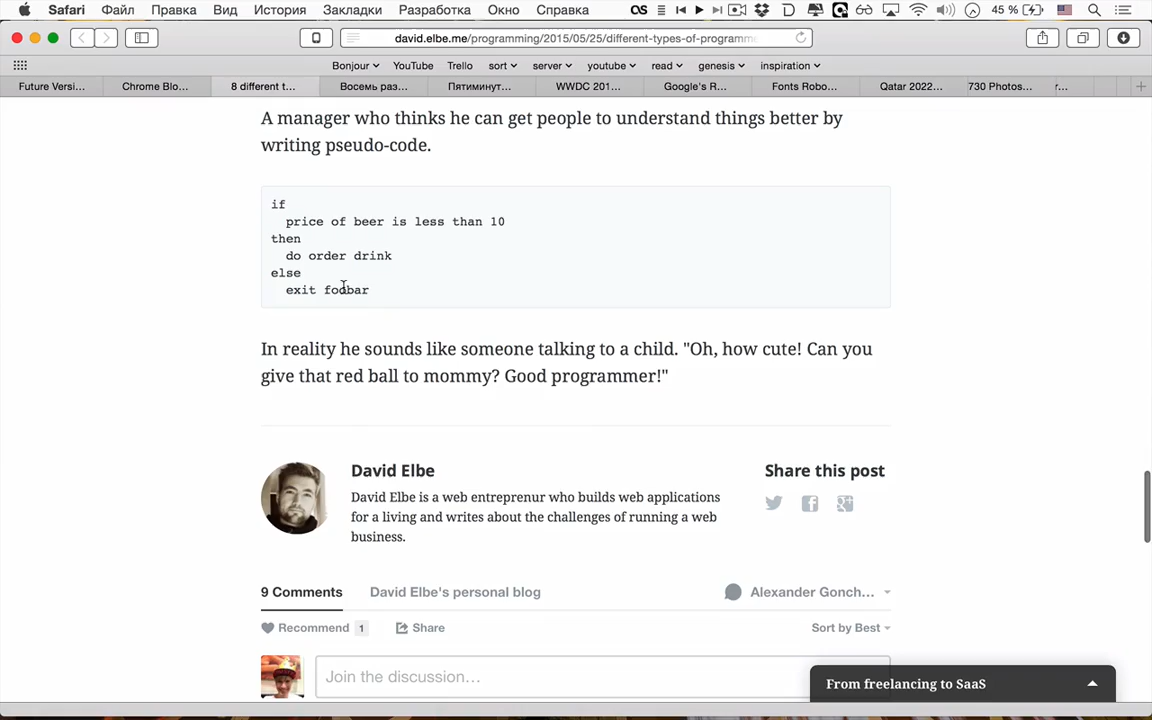 Safari Файл Правка Вид История Закладки Разработка Окно Справка 45 %
david.elbe.me/programming/2015/05/25/different-types-of-programme
Bonjour YouTube Trello sort server youtube read genesis inspiration
Future Versi... Chrome Blo... 8 different t... Восемь раз... Пятиминут... WWDC 201... Google's R... Fonts Robo... Qatar 2022... 730 Photos... r...
A manager who thinks he can get people to understand things better by
writing pseudo-code.
if
price of beer is less than 10
then
do order drink
else
exit foobar
In reality he sounds like someone talking to a child. "Oh, how cute! Can you
give that red ball to mommy? Good programmer!"
David Elbe
David Elbe is a web entreprenur who builds web applications
for a living and writes about the challenges of running a web
business.
Share this post
9 Comments David Elbe's personal blog Alexander Gonch...
Recommend 1 Share Sort by Best
Join the discussion...
From freelancing to SaaS